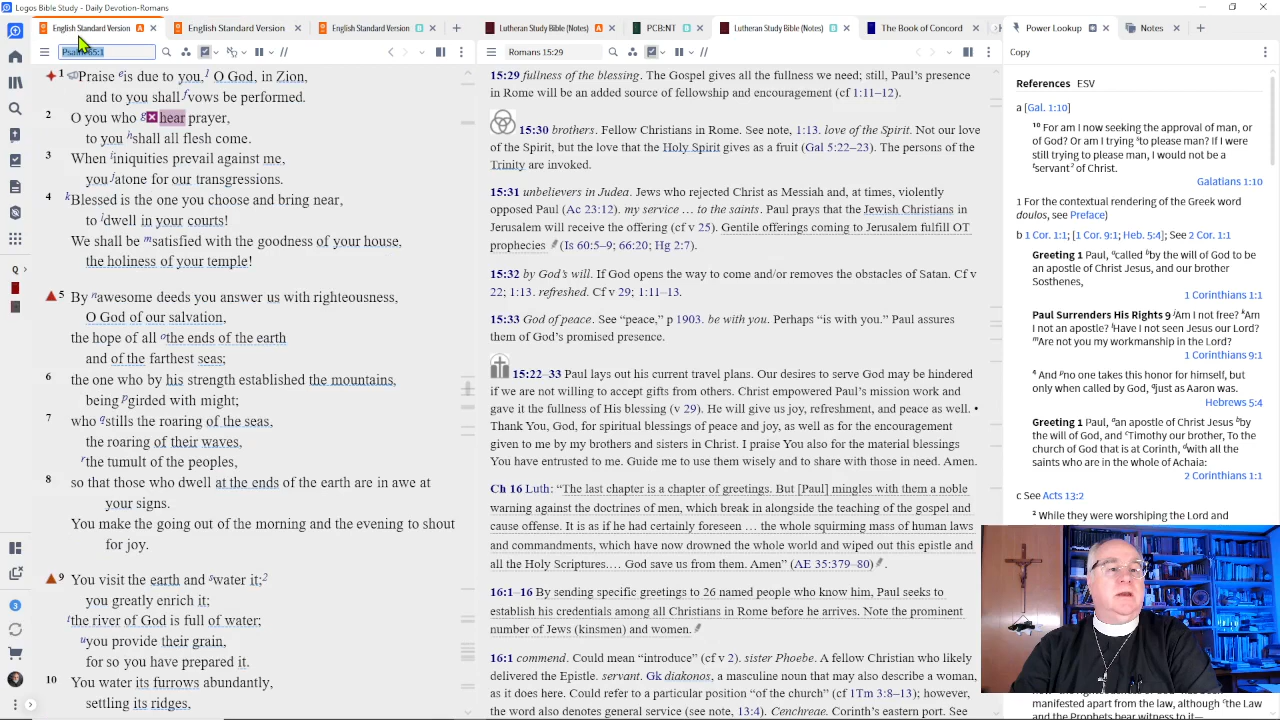 Logos Bible Study - Daily Devotion-Romans
English Standard Version A
English Standard Version
English Standard Version D
Lutheran Study Bible (Notes) A
PCB:NT
Lutheran Study Bible (Notes) D
The Book of Concord
Power Lookup
Notes
Psalm 65:1
Romans 15:29
Copy
1 Praise e is due to you, f O God, in Zion,
and to you shall f vows be performed.
2 O you who g hear prayer,
to you h shall all flesh come.
3 When i iniquities prevail against me,
you j atone for our transgressions.
4 k Blessed is the one you choose and bring near,
to l dwell in your courts!
We shall be m satisfied with the goodness of your house,
the holiness of your temple!
5 By n awesome deeds you answer us with righteousness,
O God of our salvation,
the hope of all o the ends of the earth
and of the farthest seas;
6 the one who by his strength established the mountains,
being p girded with might;
7 who q stills the roaring of the seas,
the roaring of their waves,
r the tumult of the peoples,
8 so that those who dwell at the ends of the earth are in awe at
your signs.
You make the going out of the morning and the evening to shout
for joy.
9 You visit the earth and s water it; 2
you greatly enrich it;
t the river of God is full of water;
u you provide their grain,
for so you have prepared it.
10 You water its furrows abundantly,
settling its ridges,
15:29 fullness of the blessing. The Gospel gives all the fullness we need; still, Paul's presence
in Rome will be an added source of fellowship and encouragement (cf 1:11–12).
15:30 brothers. Fellow Christians in Rome. See note, 1:13. love of the Spirit. Not our love
of the Spirit, but the love that the Holy Spirit gives as a fruit (Gal 5:22–23). The persons of the
Trinity are invoked.
15:31 unbelievers in Judea. Jews who rejected Christ as Messiah and, at times, violently
opposed Paul (Ac 23:12). my service … to the saints. Paul prays that the Jewish Christians in
Jerusalem will receive the offering (cf v 25). Gentile offerings coming to Jerusalem fulfill OT
prophecies (Is 60:5–9; 66:20; Hg 2:7).
15:32 by God's will. If God opens the way to come and/or removes the obstacles of Satan. Cf v
22; 1:13. refreshed. Cf v 29; 1:11–13.
15:33 God of peace. See "peace," p 1903. be with you. Perhaps "is with you." Paul assures
them of God's promised presence.
15:22–33 Paul lays out his current travel plans. Our desires to serve God may be hindered
if we are not willing to accept gifts from others. Christ empowered Paul's mission work and
gave it the fullness of His blessing (v 29). He will give us joy, refreshment, and peace as well. •
Thank You, God, for spiritual blessings of peace and joy, as well as for the encouragement
given to me by my brothers and sisters in Christ. I praise You also for the material blessings
You have entrusted to me. Guide me to use them wisely and to share with those in need. Amen.
Ch 16 Luth: "The last chapter is a chapter of greetings. But [Paul] mingles with them a noble
warning against the doctrines of men, which break in alongside the teaching of the gospel and
cause offense. It is as if he had certainly foreseen … the whole squirming mass of human laws
and commandments, which have now drowned the whole world and wiped out this epistle and
all the Holy Scriptures.… God save us from them. Amen" (AE 35:379–80).
16:1–16 By sending specific greetings to 26 named people who know him, Paul seeks to
establish his credentials among all Christians in Rome before he arrives. Note the prominent
number of Jews (kinsmen) and women.
16:1 command. Could mean "introduce" (cf v 2). sister Phoebe. A fellow Christian who likely
delivered the epistle. servant. Gk diakonos, a masculine noun that may also describe a woman,
as it does here. Could refer to a particular position "of the church" (cf 1Tm 3:8–13); however,
the word also denotes general service (see note, 13:4). Cenchreae. Eastern port of Corinth. See
References ESV
a [Gal. 1:10]
10 For am I now seeking the approval of man, or
of God? Or am I trying s to please man? If I were
still trying to please man, I would not be a
t servant 2 of Christ.
Galatians 1:10
1 For the contextual rendering of the Greek word
doulos, see Preface)
b 1 Cor. 1:1; [1 Cor. 9:1; Heb. 5:4]; See 2 Cor. 1:1
Greeting 1 Paul, a called b by the will of God to be
an apostle of Christ Jesus, and our brother
Sosthenes,
1 Corinthians 1:1
Paul Surrenders His Rights 9 j Am I not free? k Am
I not an apostle? l Have I not seen Jesus our Lord?
m Are not you my workmanship in the Lord?
1 Corinthians 9:1
4 And p no one takes this honor for himself, but
only when called by God, q just as Aaron was.
Hebrews 5:4
Greeting 1 Paul, a an apostle of Christ Jesus b by
the will of God, and c Timothy our brother, To the
church of God that is at Corinth, d with all the
saints who are in the whole of Achaia:
2 Corinthians 1:1
c See Acts 13:2
2 While they were worshiping the Lord and
manifested apart from the law, although e the Law
and the Prophets bear witness to it—